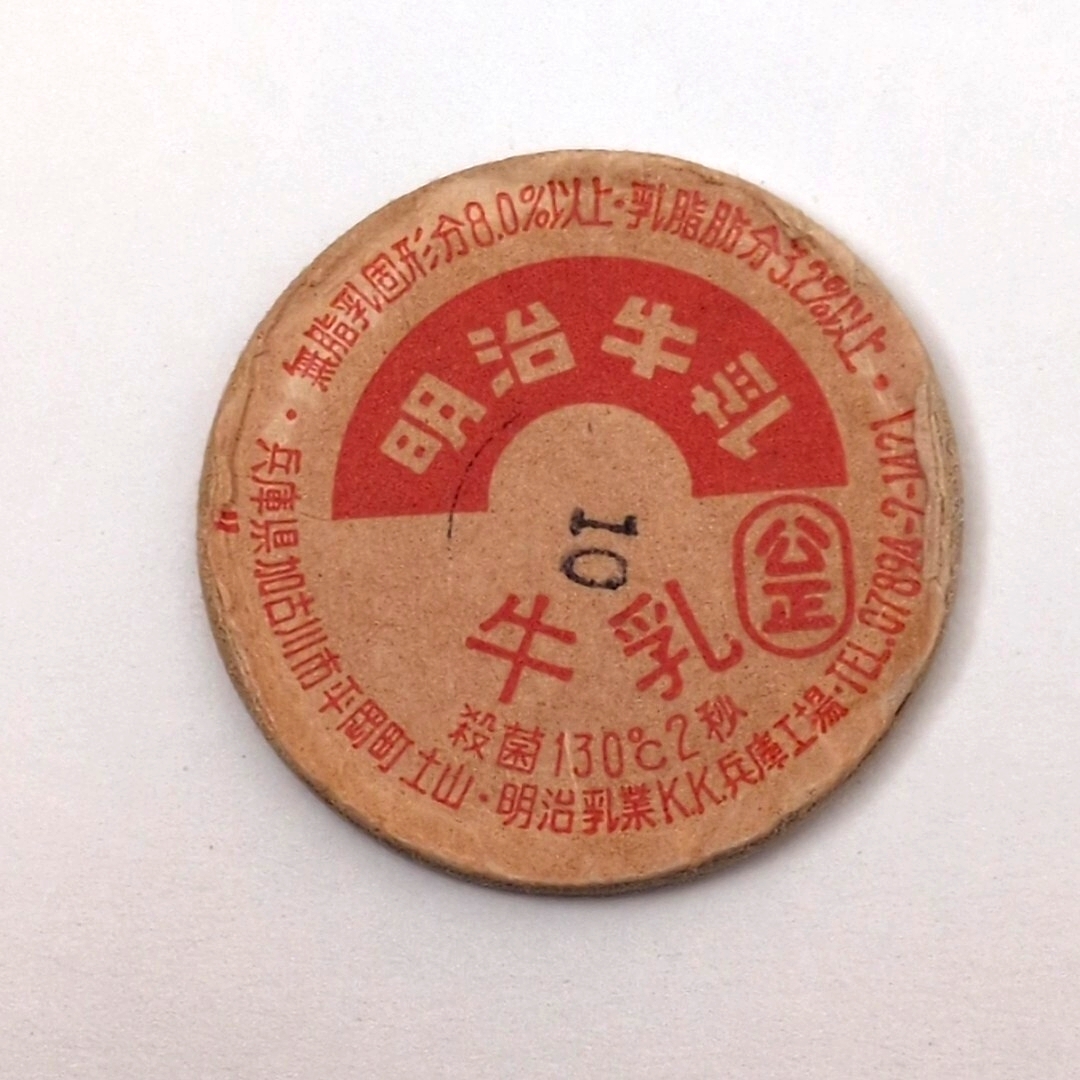 無脂乳固形分8.0%以上・乳脂肪分3.2%以上・
明治牛乳
10
公正
牛乳
殺菌130℃2秒
兵庫県加古川市平岡町土山・明治乳業K.K.兵庫工場・TEL.07894-2-1471